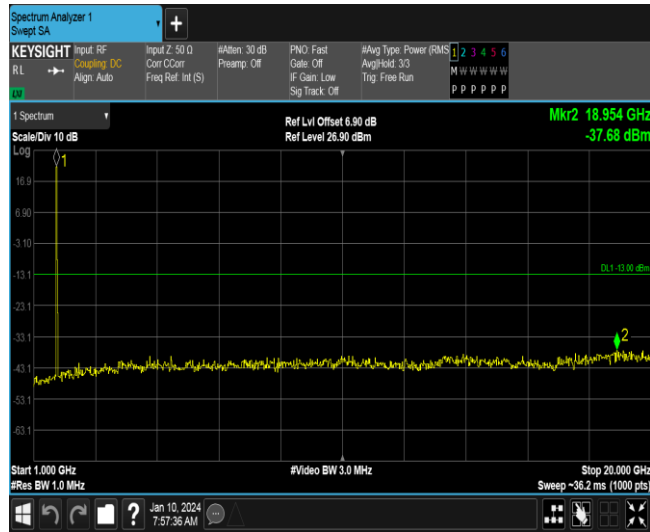 Spectrum Analyzer 1
Swept SA
KEYSIGHT Input: RF Input Z: 50 Ω #Atten: 30 dB PNO: Fast #Avg Type: Power (RMS 1 2 3 4 5 6
RL Coupling: DC Corr CCorr Preamp: Off Gate: Off Avg|Hold: 3/3 M W W W W W
Align: Auto Freq Ref: Int (S) IF Gain: Low Trig: Free Run
Sig Track: Off P P P P P P
LXI
1 Spectrum Ref Lvl Offset 6.90 dB Mkr2 18.954 GHz
Scale/Div 10 dB Ref Level 26.90 dBm -37.68 dBm
Log
1
16.9
6.90
-3.10
-13.1 DL1 -13.00 dBm
-23.1
-33.1 2
-43.1
-53.1
-63.1
Start 1.000 GHz #Video BW 3.0 MHz Stop 20.000 GHz
#Res BW 1.0 MHz Sweep ~36.2 ms (1000 pts)
? Jan 10, 2024
7:57:36 AM